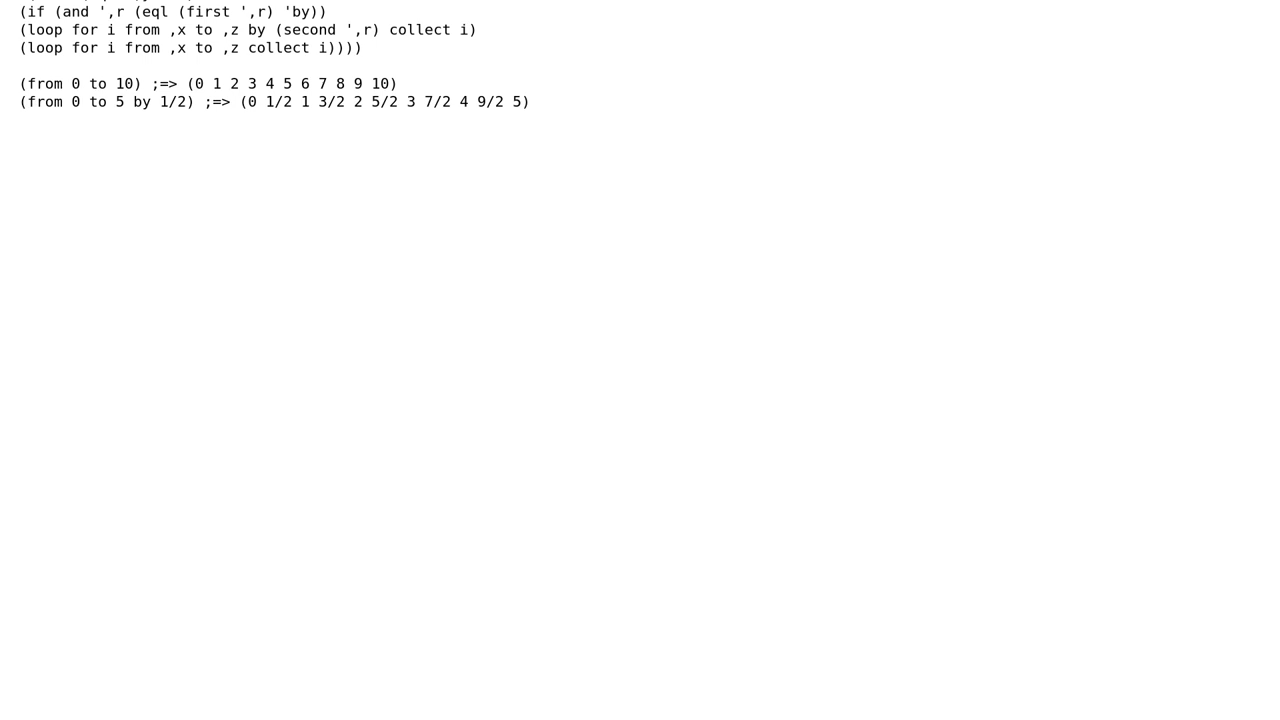 (if (and ',r (eql (first ',r) 'by))
(loop for i from ,x to ,z by (second ',r) collect i)
(loop for i from ,x to ,z collect i))))
(from 0 to 10) ;=> (0 1 2 3 4 5 6 7 8 9 10)
(from 0 to 5 by 1/2) ;=> (0 1/2 1 3/2 2 5/2 3 7/2 4 9/2 5)